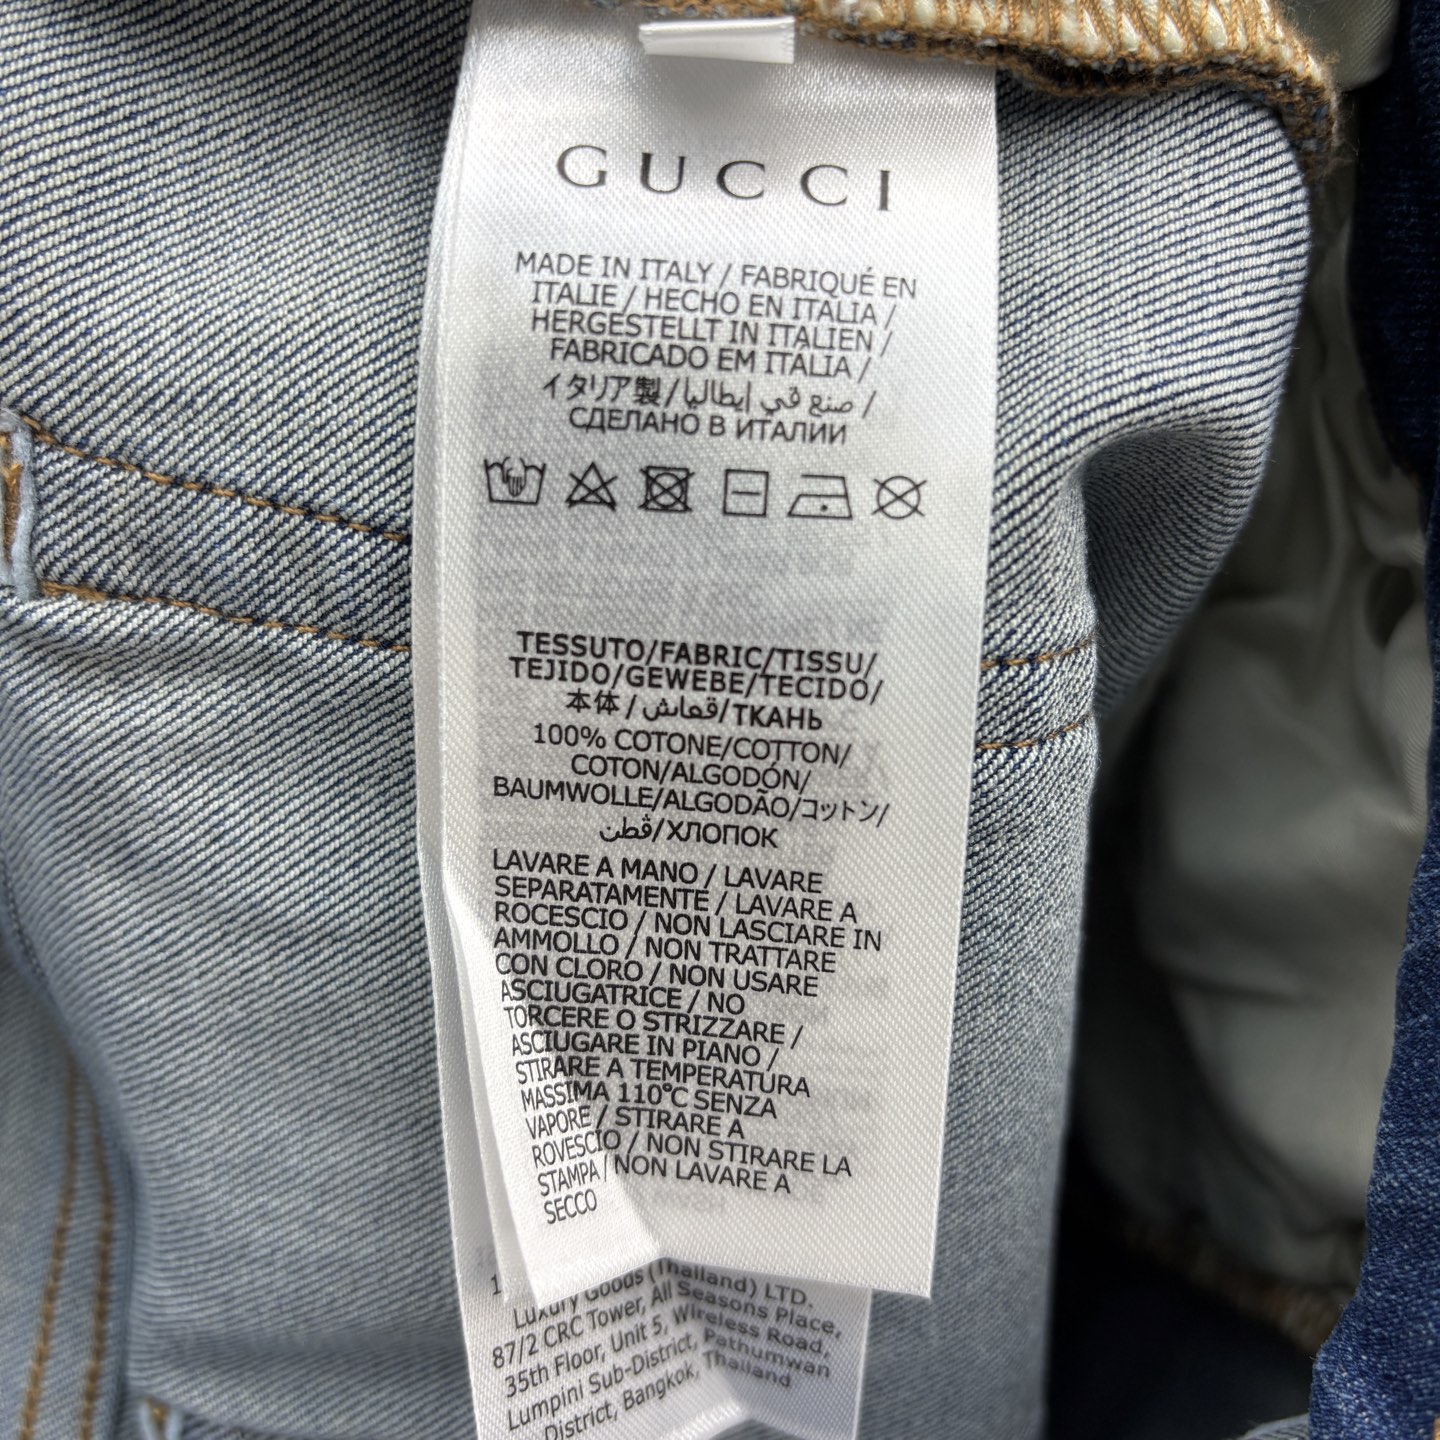 GUCCI
MADE IN ITALY / FABRIQUÉ EN
ITALIE / HECHO EN ITALIA /
HERGESTELLT IN ITALIEN /
FABRICADO EM ITALIA /
イタリア製 / صنع في إيطاليا /
СДЕЛАНО В ИТАЛИИ
TESSUTO/FABRIC/TISSU/
TEJIDO/GEWEBE/TECIDO/
本体/قماش/ТКАНЬ
100% COTONE/COTTON/
COTON/ALGODÓN/
BAUMWOLLE/ALGODÃO/コットン/
قطن/ХЛОПОК
LAVARE A MANO / LAVARE
SEPARATAMENTE / LAVARE A
ROCESCIO / NON LASCIARE IN
AMMOLLO / NON TRATTARE
CON CLORO / NON USARE
ASCIUGATRICE / NO
TORCERE O STRIZZARE /
ASCIUGARE IN PIANO /
STIRARE A TEMPERATURA
MASSIMA 110°C SENZA
VAPORE / STIRARE A
ROVESCIO / NON STIRARE LA
STAMPA / NON LAVARE A
SECCO
Luxury Goods (Thailand) LTD.
87/2 CRC Tower, All Seasons Place,
35th Floor, Unit 5, Wireless Road,
Lumpini Sub-District, Pathumwan
District, Bangkok, Thailand